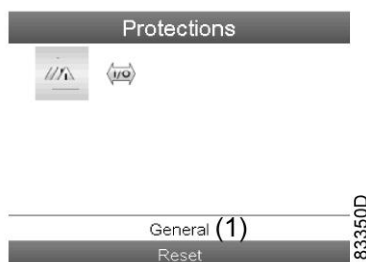 Protections
I/O
General (1)
Reset
83350D